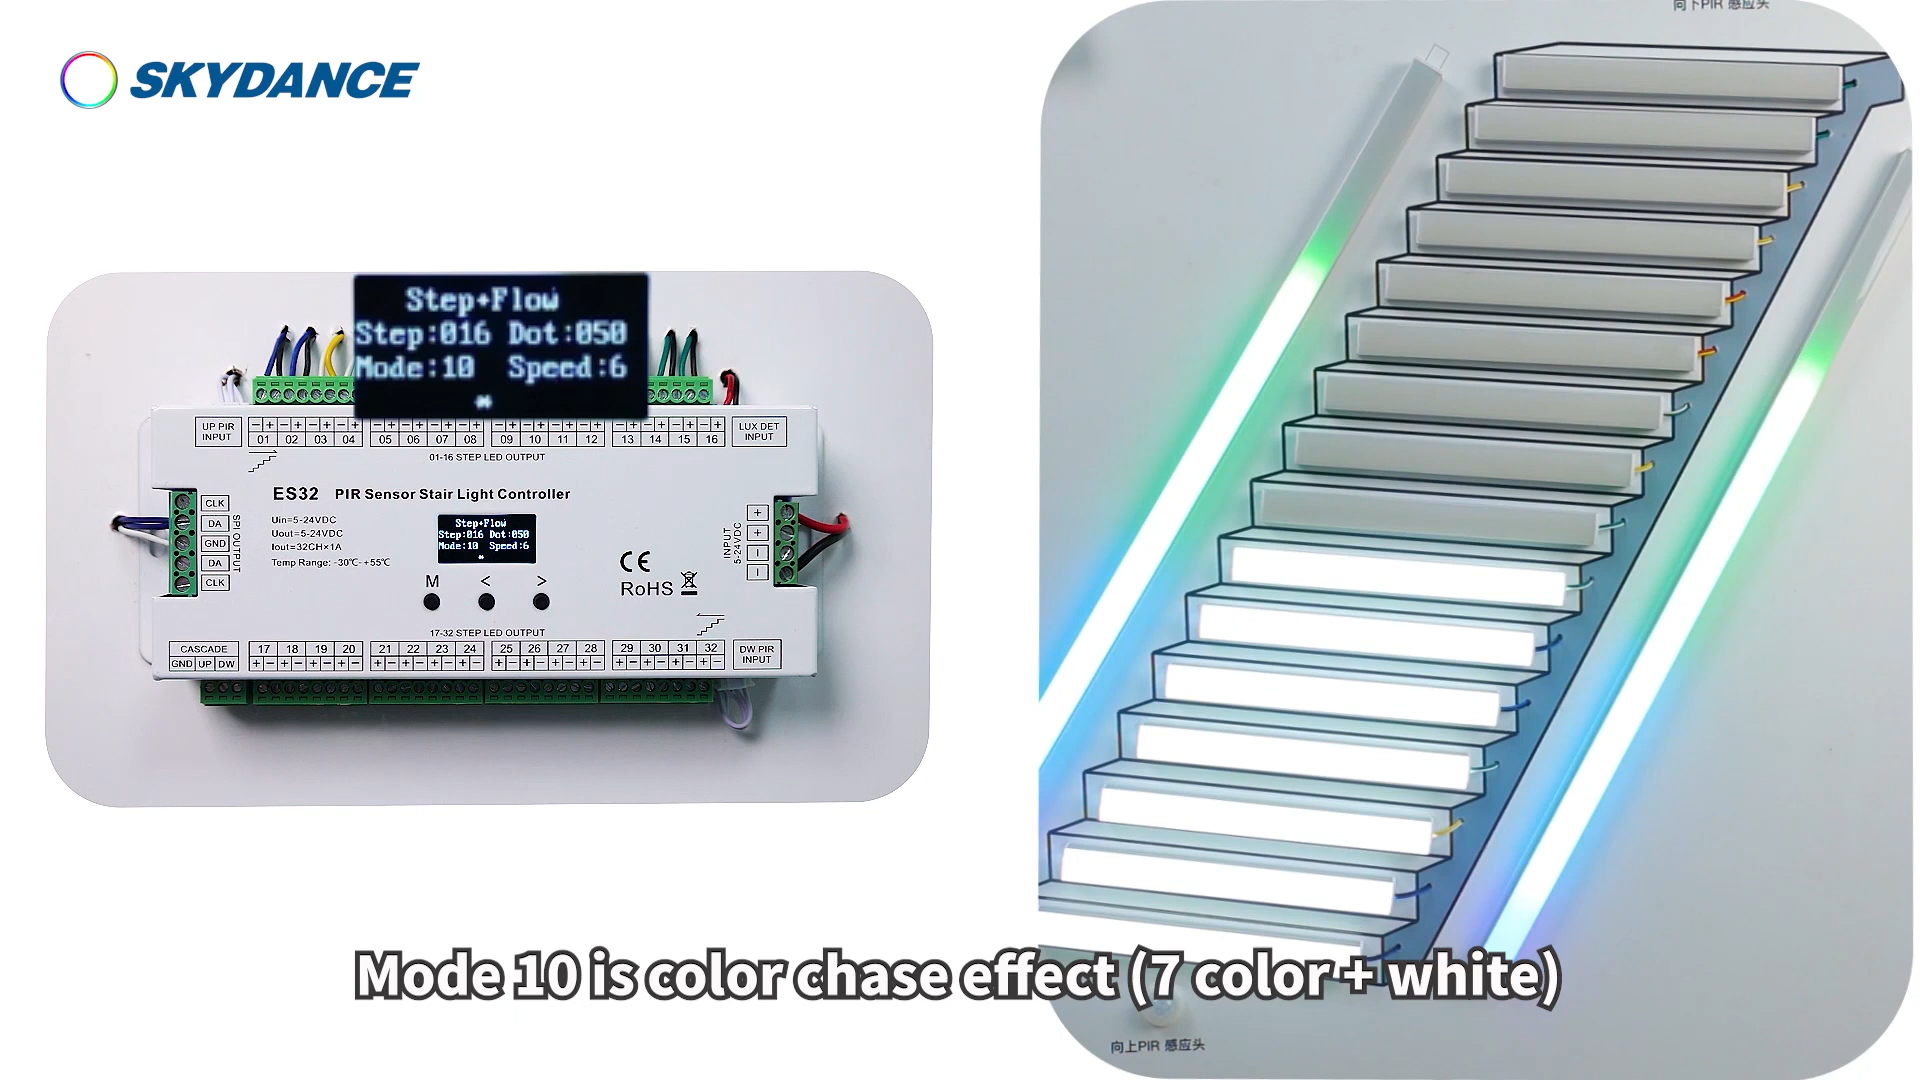 SKYDANCE
向下PIR 感应头
Step+Flow
Step:016 Dot:050
Mode:10 Speed:6
UP PIR INPUT
- + - + - + - + - + - + - + - + - + - + - + - + - + - + - + - +
01 02 03 04 05 06 07 08 09 10 11 12 13 14 15 16
LUX DET INPUT
01-16 STEP LED OUTPUT
ES32 PIR Sensor Stair Light Controller
CLK
DA
GND
DA
CLK
SPI OUTPUT
Uin=5-24VDC
Uout=5-24VDC
Iout=32CH×1A
Temp Range: -30℃-+55℃
Step+Flow
Step:016 Dot:050
Mode:10 Speed:6
M < >
CE
RoHS
INPUT
5-24VDC
+
+
-
-
17-32 STEP LED OUTPUT
CASCADE
GND UP DW
17 18 19 20 21 22 23 24 25 26 27 28 29 30 31 32
+ - + - + - + - + - + - + - + - + - + - + - + - + - + - + - + -
DW PIR INPUT
Mode 10 is color chase effect (7 color + white)
向上PIR 感应头